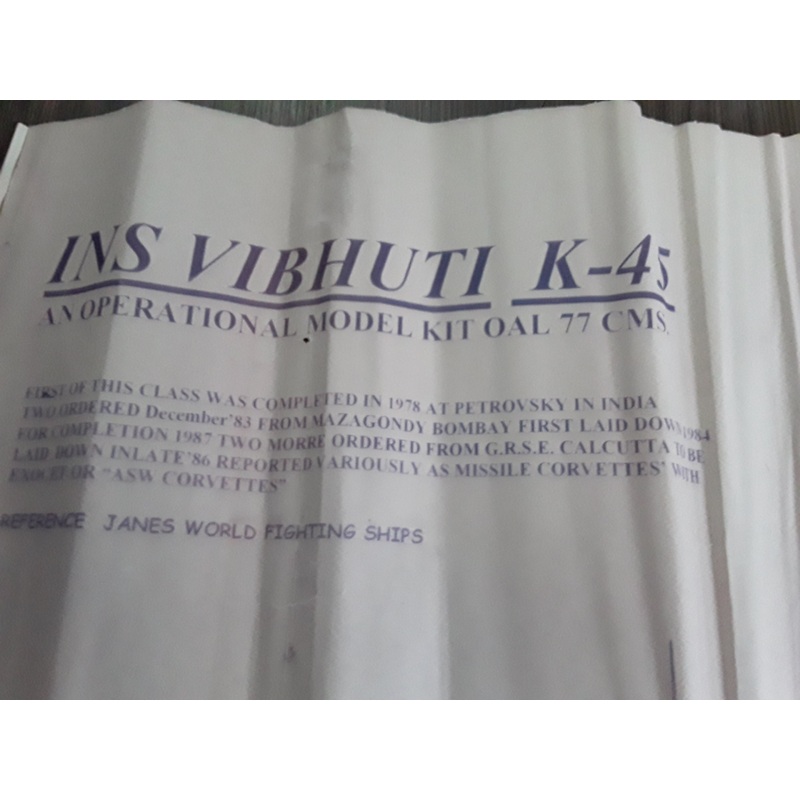 INS VIBHUTI K-45
AN OPERATIONAL MODEL KIT OAL 77 CMS.
FIRST OF THIS CLASS WAS COMPLETED IN 1978 AT PETROVSKY IN INDIA
TWO ORDERED December'83 FROM MAZAGONDY BOMBAY FIRST LAID DOWN 1984
FOR COMPLETION 1987 TWO MORRE ORDERED FROM G.R.S.E. CALCUTTA TO BE
LAID DOWN INLATE'86 REPORTED VARIOUSLY AS MISSILE CORVETTES' WITH
EXOCET OR "ASW CORVETTES"
REFERENCE JANES WORLD FIGHTING SHIPS